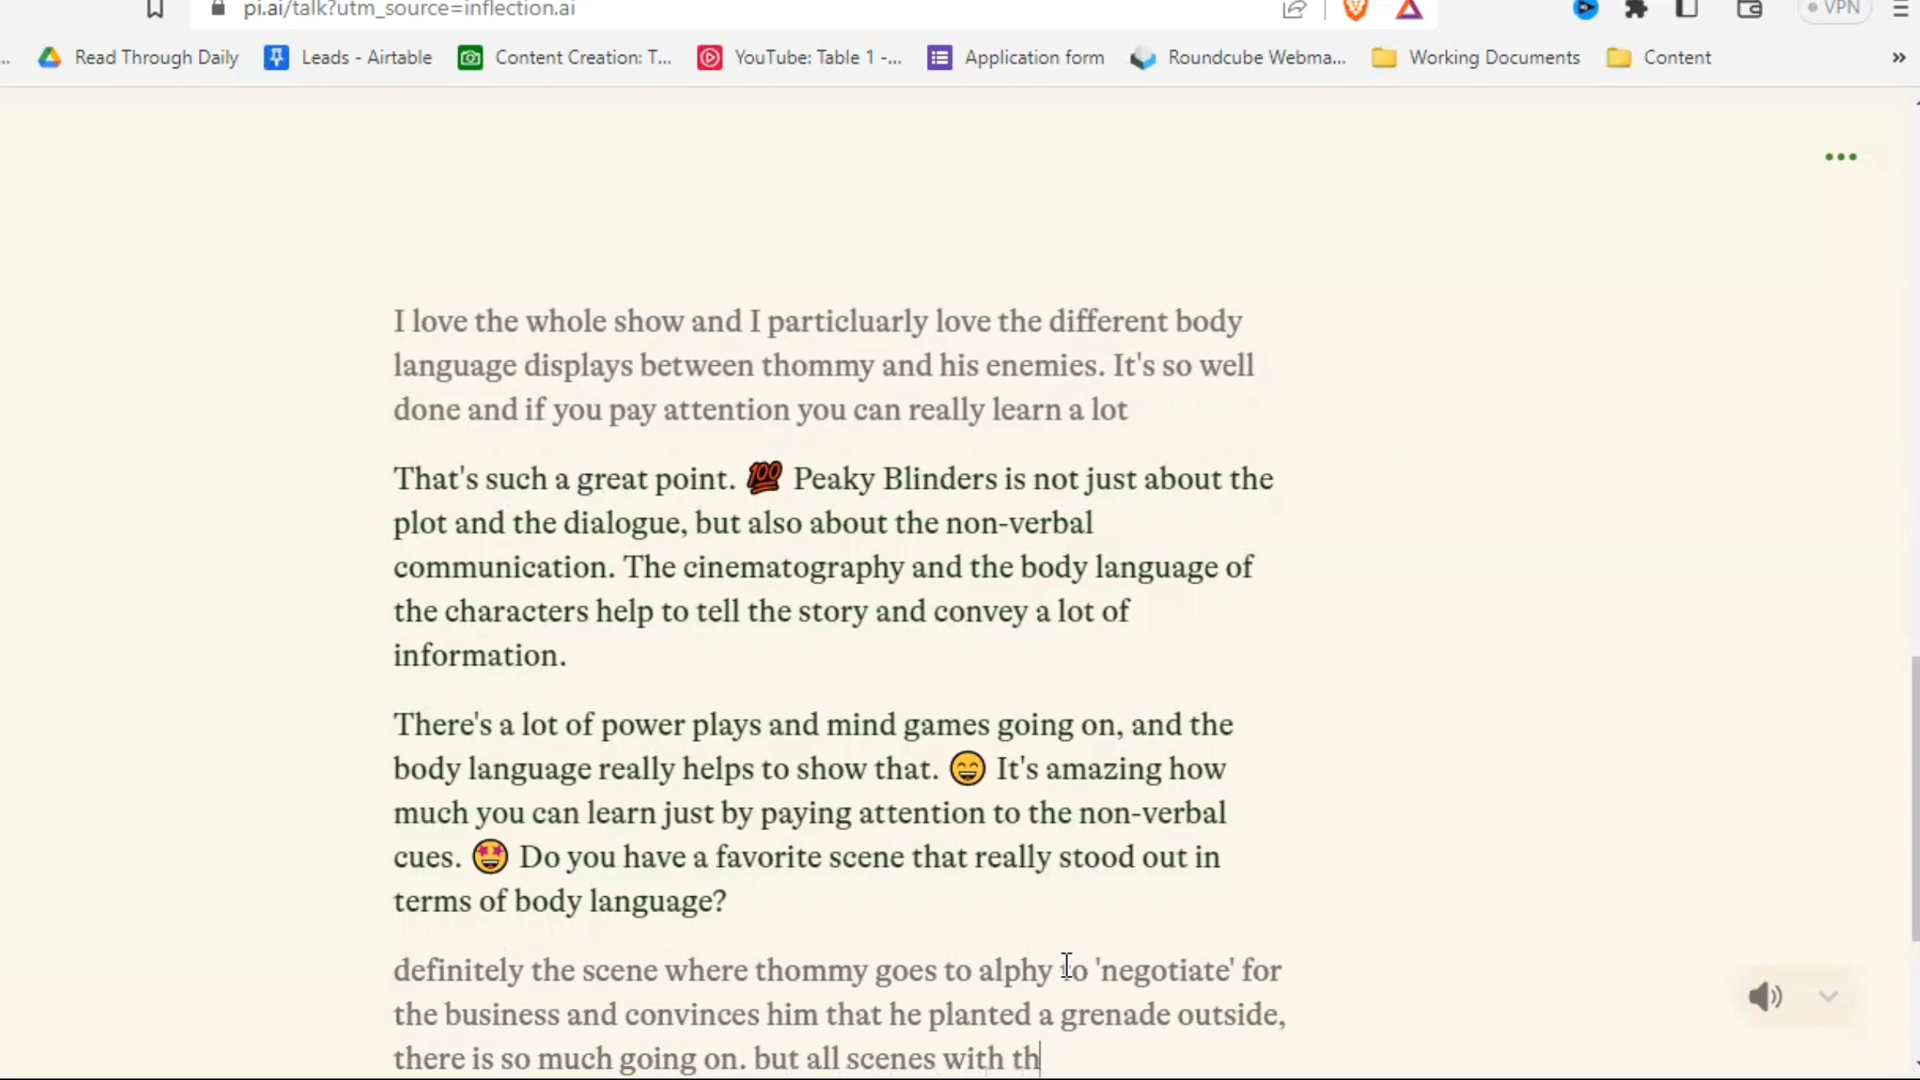 pi.ai/talk?utm_source=inflection.ai
VPN
... Read Through Daily Leads - Airtable Content Creation: T... YouTube: Table 1 -... Application form Roundcube Webma... Working Documents Content »
I love the whole show and I particluarly love the different body
language displays between thommy and his enemies. It's so well
done and if you pay attention you can really learn a lot
That's such a great point. 💯 Peaky Blinders is not just about the
plot and the dialogue, but also about the non-verbal
communication. The cinematography and the body language of
the characters help to tell the story and convey a lot of
information.
There's a lot of power plays and mind games going on, and the
body language really helps to show that. 😄 It's amazing how
much you can learn just by paying attention to the non-verbal
cues. 🤩 Do you have a favorite scene that really stood out in
terms of body language?
definitely the scene where thommy goes to alphy to 'negotiate' for
the business and convinces him that he planted a grenade outside,
there is so much going on. but all scenes with th